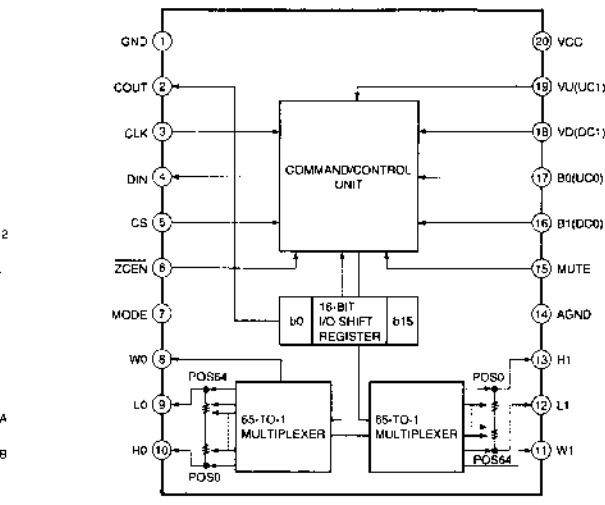 GND 1
COUT 2
CLK 3
DIN 4
CS 5
ZCEN 6
MODE 7
W0 8
L0 9
H0 10
20 VCC
19 VU(UC1)
18 VD(DC1)
17 B0(UC0)
16 B1(DC0)
15 MUTE
14 AGND
13 H1
12 L1
11 W1
COMMAND/CONTROL
UNIT
b0
16-BIT
I/O SHIFT
REGISTER
b15
POS64
65-TO-1
MULTIPLEXER
POS0
65-TO-1
MULTIPLEXER
POS0
POS64
2
A
B